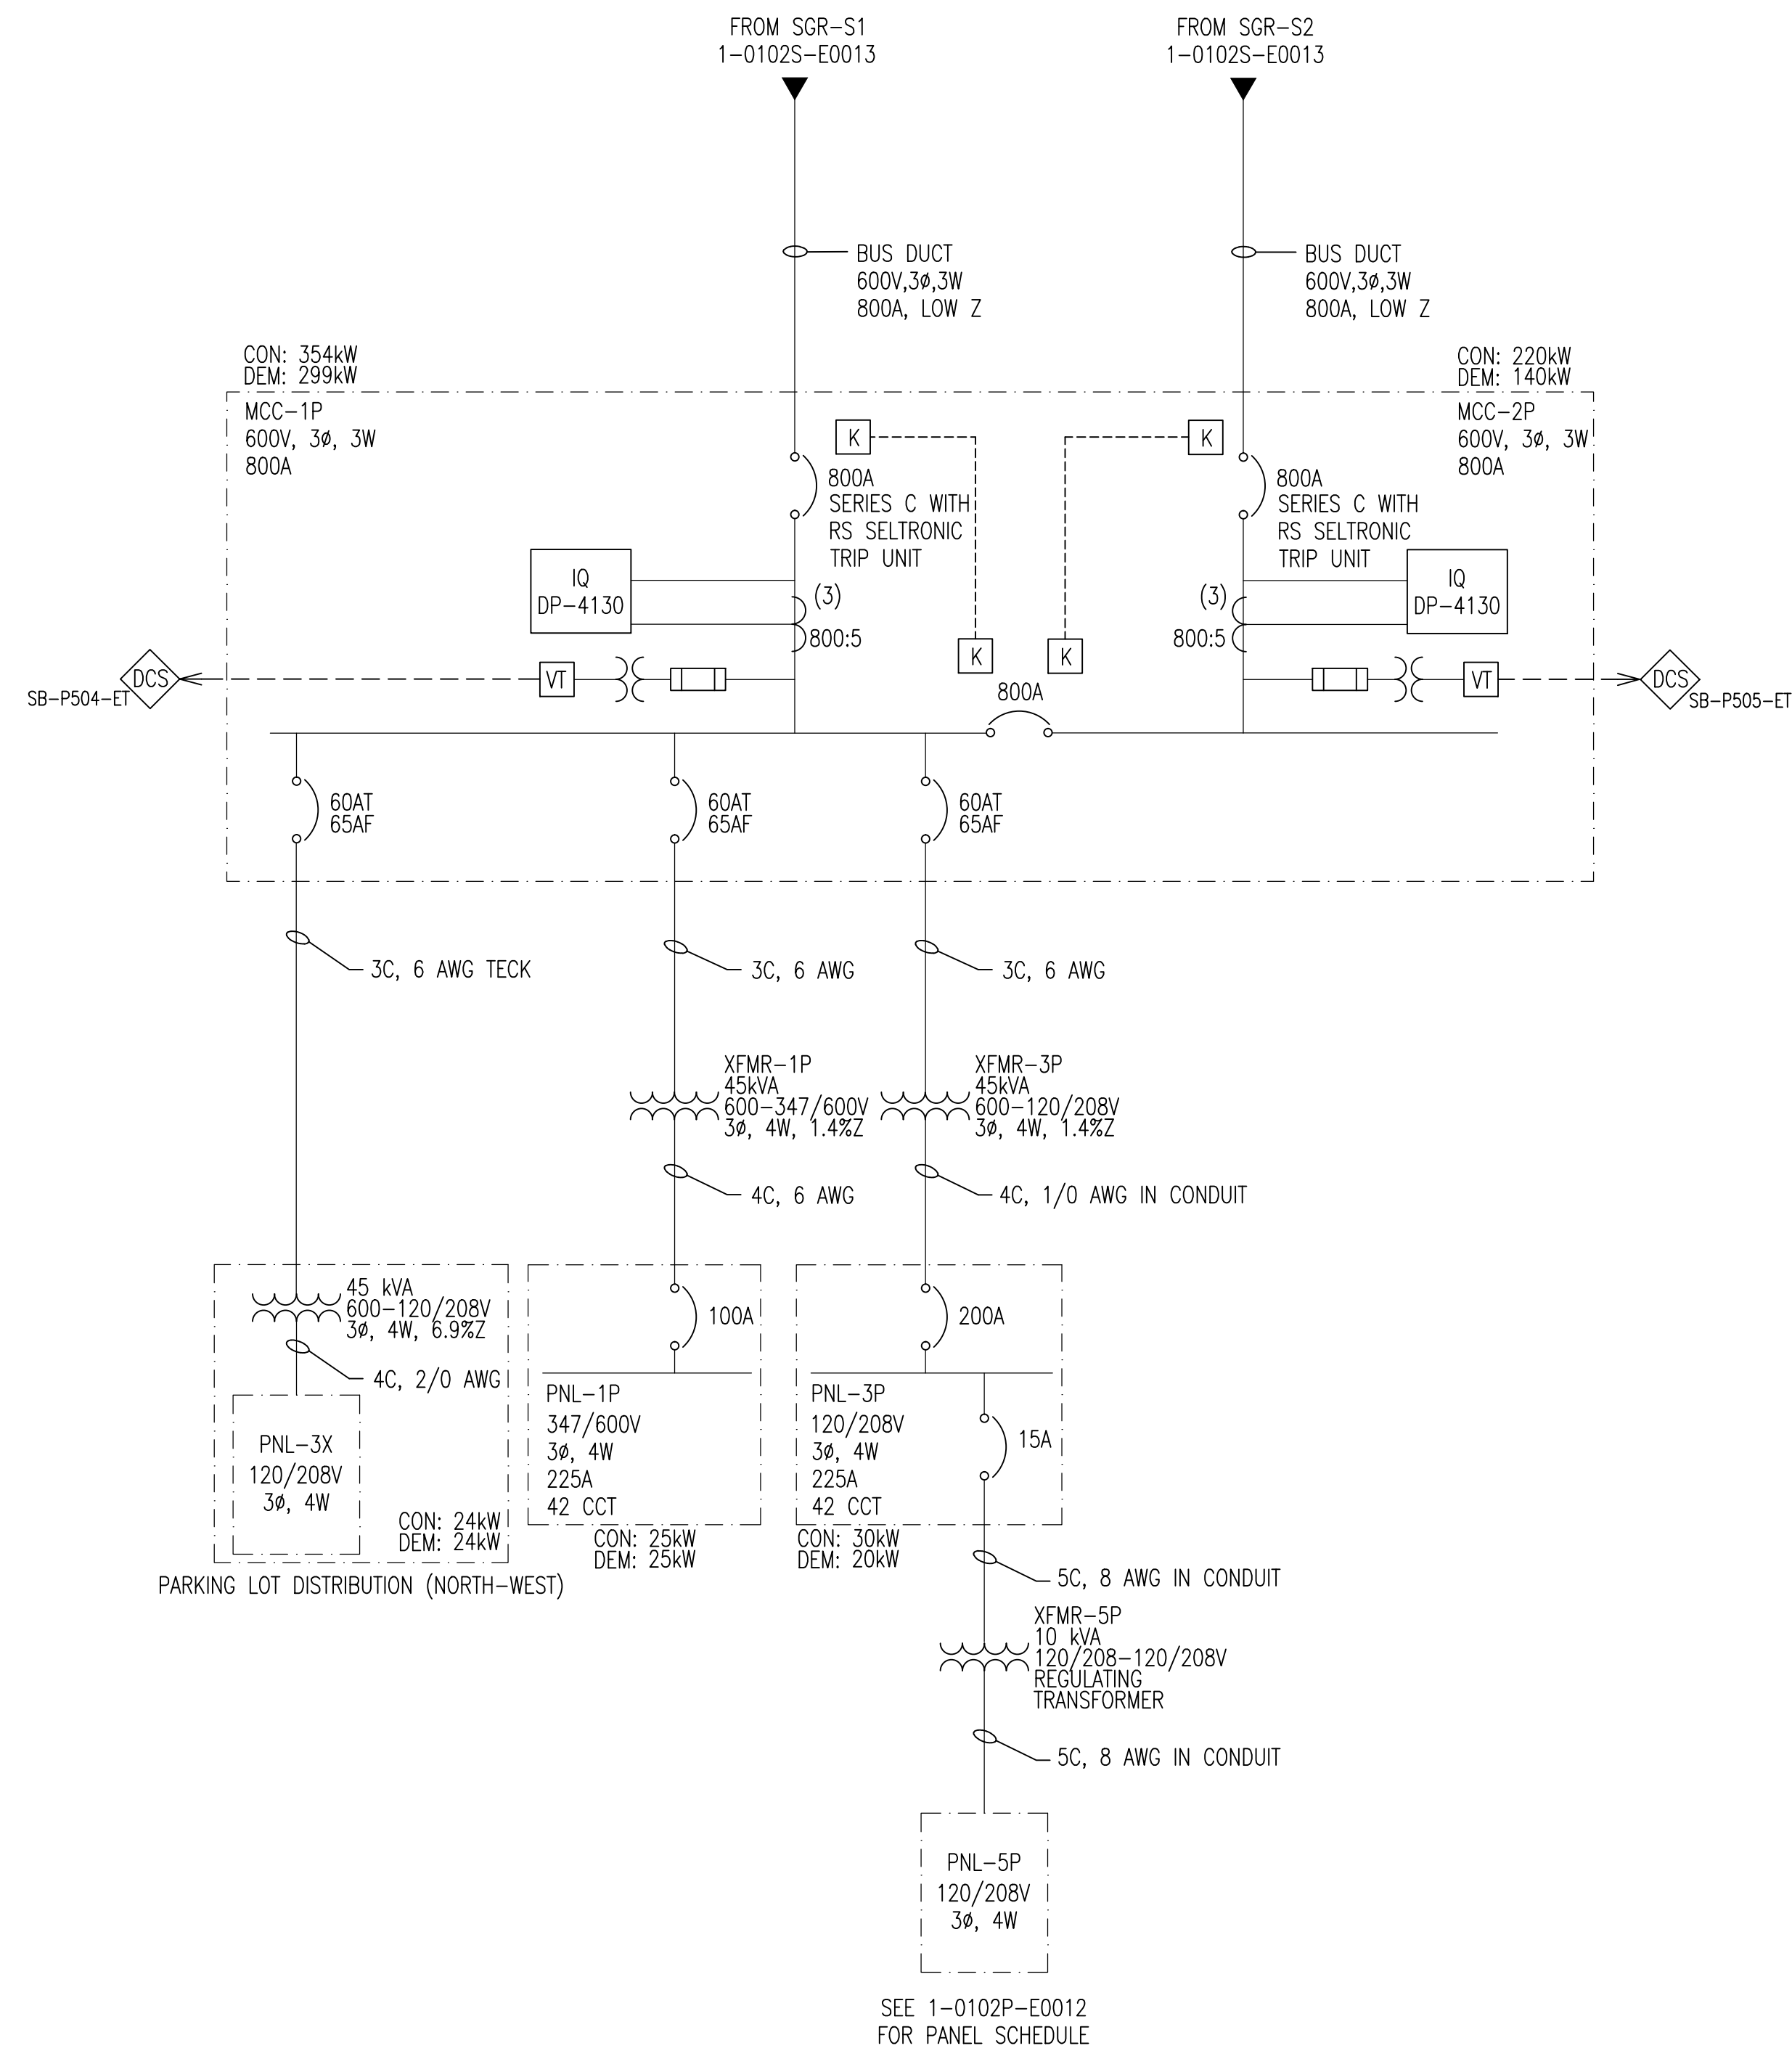 FROM SGR-S1
1-0102S-E0013
FROM SGR-S2
1-0102S-E0013
BUS DUCT
600V,3ø,3W
800A, LOW Z
BUS DUCT
600V,3ø,3W
800A, LOW Z
CON: 354kW
DEM: 299kW
CON: 220kW
DEM: 140kW
MCC-1P
600V, 3ø, 3W
800A
MCC-2P
600V, 3ø, 3W
800A
K
K
800A
SERIES C WITH
RS SELTRONIC
TRIP UNIT
800A
SERIES C WITH
RS SELTRONIC
TRIP UNIT
IQ
DP-4130
(3)
800:5
(3)
800:5
IQ
DP-4130
K
K
DCS
SB-P504-ET
VT
800A
VT
DCS
SB-P505-ET
60AT
65AF
60AT
65AF
60AT
65AF
3C, 6 AWG TECK
3C, 6 AWG
3C, 6 AWG
XFMR-1P
45kVA
600-347/600V
3ø, 4W, 1.4%Z
XFMR-3P
45kVA
600-120/208V
3ø, 4W, 1.4%Z
4C, 6 AWG
4C, 1/0 AWG IN CONDUIT
45 kVA
600-120/208V
3ø, 4W, 6.9%Z
4C, 2/0 AWG
PNL-3X
120/208V
3ø, 4W
CON: 24kW
DEM: 24kW
PARKING LOT DISTRIBUTION (NORTH-WEST)
100A
PNL-1P
347/600V
3ø, 4W
225A
42 CCT
CON: 25kW
DEM: 25kW
200A
PNL-3P
120/208V
3ø, 4W
225A
42 CCT
15A
CON: 30kW
DEM: 20kW
5C, 8 AWG IN CONDUIT
XFMR-5P
10 kVA
120/208-120/208V
REGULATING
TRANSFORMER
5C, 8 AWG IN CONDUIT
PNL-5P
120/208V
3ø, 4W
SEE 1-0102P-E0012
FOR PANEL SCHEDULE